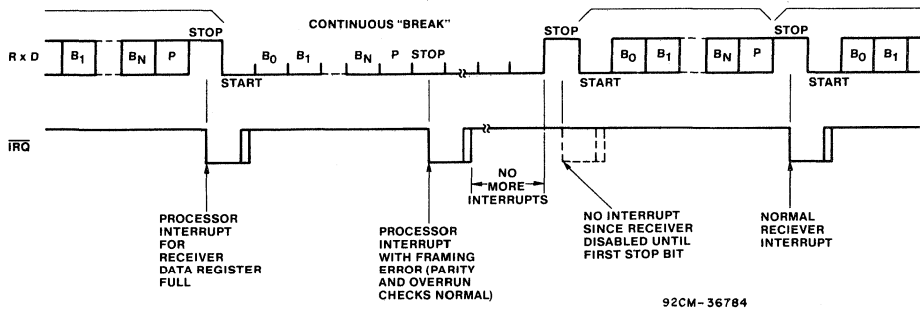 CONTINUOUS "BREAK"
STOP
STOP
STOP
R x D
B1
BN
P
B0
B1
BN
P
STOP
B0
B1
BN
P
B0
B1
START
START
START
IRQ
NO
MORE
INTERRUPTS
PROCESSOR
INTERRUPT
FOR
RECEIVER
DATA REGISTER
FULL
PROCESSOR
INTERRUPT
WITH FRAMING
ERROR (PARITY
AND OVERRUN
CHECKS NORMAL)
NO INTERRUPT
SINCE RECEIVER
DISABLED UNTIL
FIRST STOP BIT
NORMAL
RECIEVER
INTERRUPT
92CM-36784